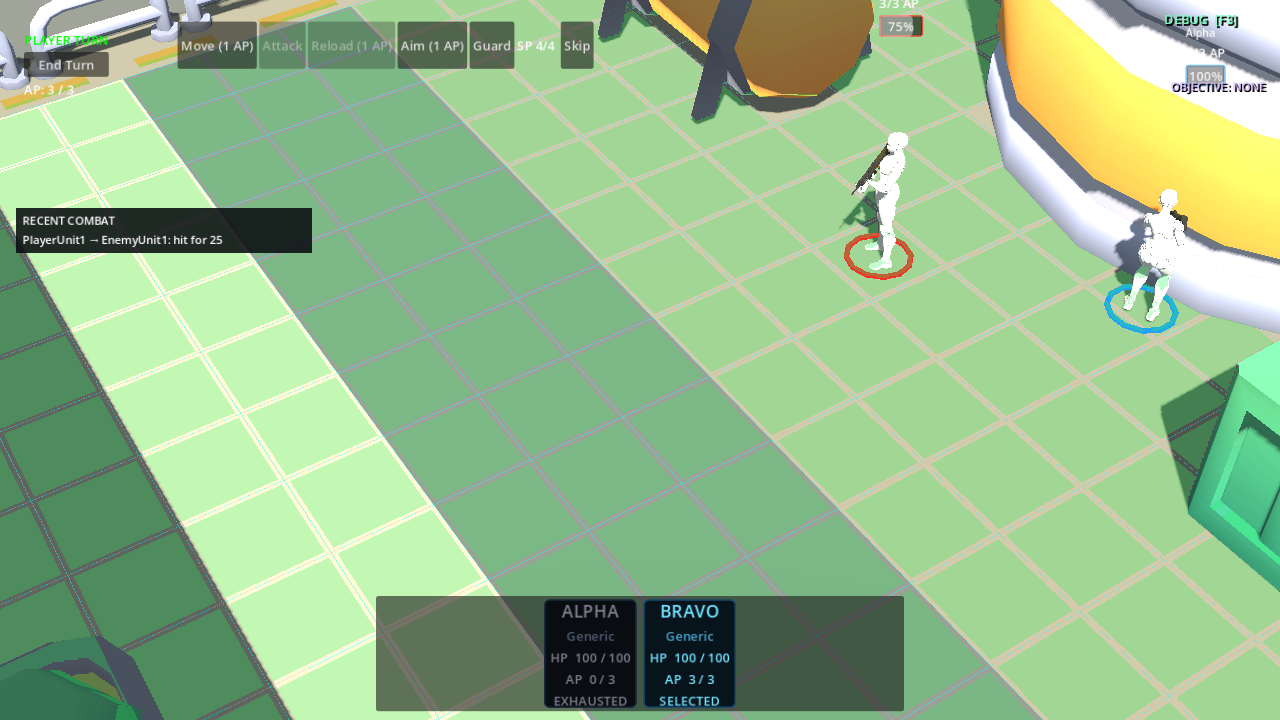 PLAYER TURN
End Turn
AP: 3 / 3
Move (1 AP) Attack Reload (1 AP) Aim (1 AP) Guard SP 4/4 Skip
3/3 AP
75%
DEBUG [F3]
Alpha
AP
100%
OBJECTIVE: NONE
RECENT COMBAT
PlayerUnit1 → EnemyUnit1: hit for 25
ALPHA
Generic
HP 100 / 100
AP 0 / 3
EXHAUSTED
BRAVO
Generic
HP 100 / 100
AP 3 / 3
SELECTED